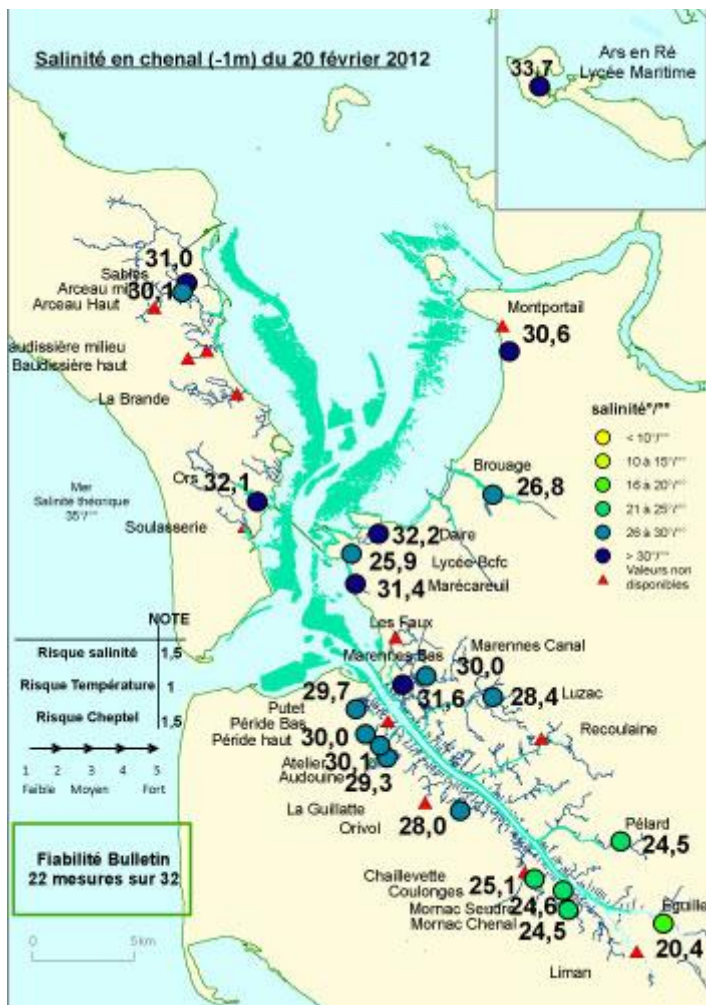 Salinité en chenal (-1m) du 20 février 2012
Ars en Ré
Lycée Maritime
33,7
31,0
Sables
Arceau mi
30,1
Arceau Haut
Montportail
30,6
audissière milieu
Baudissière haut
La Brande
salinité°/°°
< 10°/°°
10 à 15°/°°
16 à 20°/°°
21 à 25°/°°
26 à 30°/°°
> 30°/°°
Valeurs non
disponibles
Brouage
26,8
Mer
Salinité théorique
35°/°°
Ors
32,1
Soulasserie
32,2
Daire
25,9
Lycée-Bcfc
31,4
Marécareuil
NOTE
Risque salinité
1,5
Risque Température
1
Risque Cheptel
1,5
1 2 3 4 5
Faible Moyen Fort
Les Faux
Marennes Canal
Marennes Bas
30,0
31,6
28,4
Luzac
29,7
Putet
Péride Bas
Péride haut
30,0
Recoulaine
Atelier
30,1
Audouine
29,3
La Guillatte
Orivol
28,0
Pélard
24,5
Fiabilité Bulletin
22 mesures sur 32
Chaillevette
Coulonges
25,1
Mornac Seudre
24,6
Mornac Chenal
24,5
Eguille
20,4
Liman
0 5 km